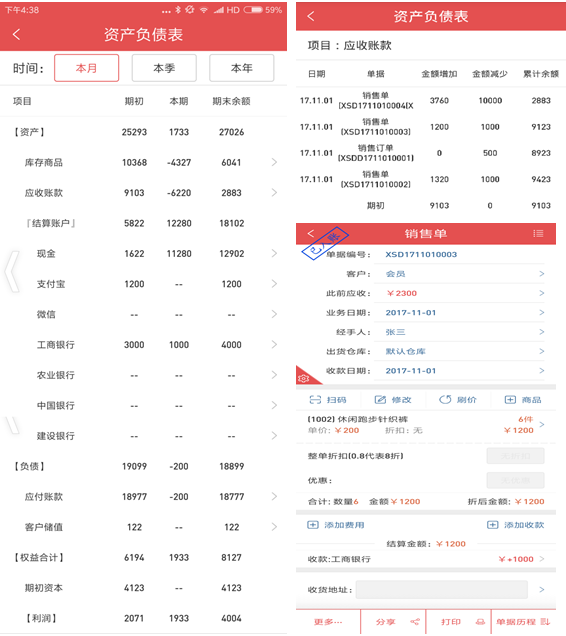 下午4:38
... HD 59%
资产负债表
时间： 本月 本季 本年
项目 期初 本期 期末余额
【资产】 25293 1733 27026
库存商品 10368 -4327 6041
应收账款 9103 -6220 2883
「结算账户」 5822 12280 18102
现金 1622 11280 12902
支付宝 1200 -- 1200
微信 -- -- --
工商银行 3000 1000 4000
农业银行 -- -- --
中国银行 -- -- --
建设银行 -- -- --
【负债】 19099 -200 18899
应付账款 18977 -200 18777
客户储值 122 -- 122
【权益合计】 6194 1933 8127
期初资本 4123 -- 4123
【利润】 2071 1933 4004
资产负债表
项目：应收账款
日期 单据 金额增加 金额减少 累计余额
销售单
17.11.01 [XSD1711010004(X 3760 10000 2883
17.11.01 销售单 1200 1000 9123
[XSD1711010003)
17.11.01 销售订单 0 500 8923
[XSDD1711010001)
17.11.01 销售单 1320 1000 9423
[XSD1711010002)
期初 9103 0 9103
销售单
单据编号： XSD1711010003
客户： 会员
此前应收： ￥2300
业务日期： 2017-11-01
经手人： 张三
出货仓库： 默认仓库
收款日期： 2017-11-01
扫码 修改 刷价 商品
(1002) 休闲跑步针织裤 6件
单价: ￥200 折扣: 无 ￥1200
整单折扣(0.8代表8折)
优惠:
合计: 数量6 金额￥1200 折后金额: ￥1200
添加费用 添加收款
结算金额: ￥1200
收款:工商银行 ￥+1000
收货地址:
更多... 分享 打印 单据历程